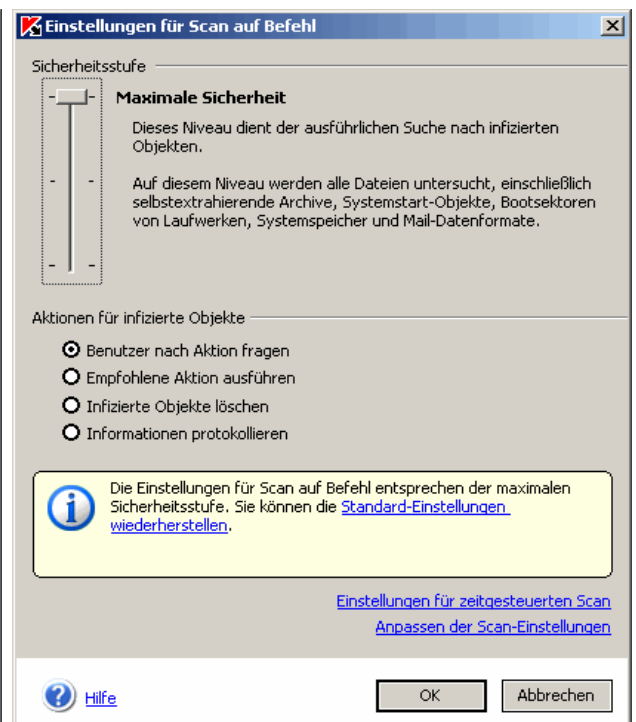 Einstellungen für Scan auf Befehl
Sicherheitsstufe
Maximale Sicherheit
Dieses Niveau dient der ausführlichen Suche nach infizierten
Objekten.
Auf diesem Niveau werden alle Dateien untersucht, einschließlich
selbstextrahierende Archive, Systemstart-Objekte, Bootsektoren
von Laufwerken, Systemspeicher und Mail-Datenformate.
Aktionen für infizierte Objekte
Benutzer nach Aktion fragen
Empfohlene Aktion ausführen
Infizierte Objekte löschen
Informationen protokollieren
Die Einstellungen für Scan auf Befehl entsprechen der maximalen
Sicherheitsstufe. Sie können die Standard-Einstellungen
wiederherstellen.
Einstellungen für zeitgesteuerten Scan
Anpassen der Scan-Einstellungen
Hilfe
OK
Abbrechen